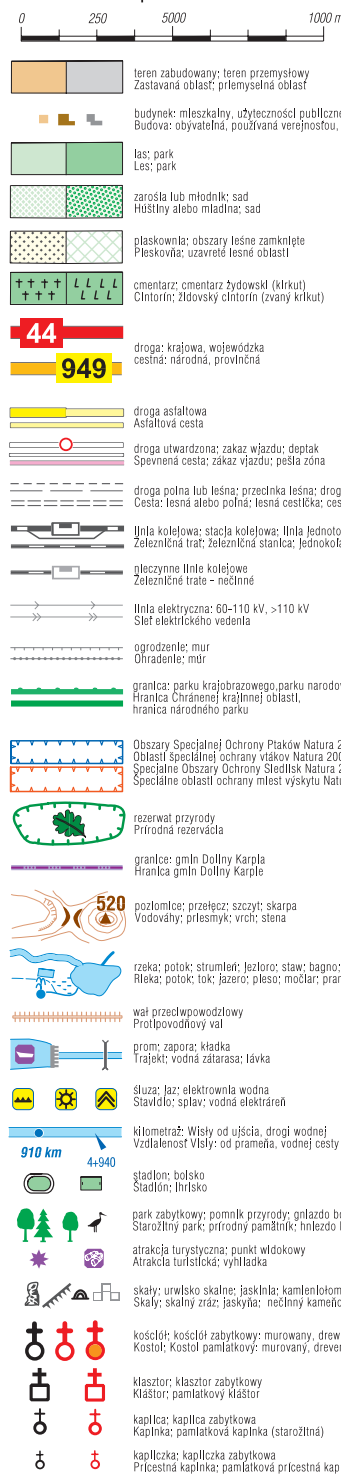 0 250 5000 1000 m
teren zabudowany; teren przemysłowy
Zastavaná oblasť; priemyselná oblasť
budynek: mieszkalny, użyteczności publiczne
Budova: obývateľná, používaná verejnosťou,
las; park
Les; park
zarośla lub młodnik; sad
Húštiny alebo mladina; sad
piaskownia; obszary leśne zamknięte
Pieskovňa; uzavreté lesné oblasti
cmentarz; cmentarz żydowski (kirkut)
Cintorín; židovský cintorín (zvaný kirkut)
44
droga: krajowa, wojewódzka
cestná: národná, provinčná
949
droga asfaltowa
Asfaltová cesta
droga utwardzona; zakaz wjazdu; deptak
Spevnená cesta; zákaz vjazdu; pešia zóna
droga polna lub leśna; przecinka leśna; drog
Cesta: lesná alebo poľná; lesná cestička; ces
linia kolejowa; stacja kolejowa; linia jednoto
Železničná trať; železničná stanica; jednokoľa
nieczynne linie kolejowe
Železničné trate - nečinné
linia elektryczna: 60-110 kV, >110 kV
Sieť elektrického vedenia
ogrodzenie; mur
Ohradenie; múr
granica: parku krajobrazowego,parku narodow
Hranica Chránenej krajinnej oblasti,
hranica národného parku
Obszary Specjalnej Ochrony Ptaków Natura 2
Oblasti špeciálnej ochrany vtákov Natura 200
Specjalne Obszary Ochrony Siedlisk Natura 2
Špeciálne oblasti ochrany miest výskytu Natu
rezerwat przyrody
Prírodná rezervácia
granice: gmin Doliny Karpia
Hranica gmin Doliny Karpie
520
poziomice; przełęcz; szczyt; skarpa
Vodováhy; priesmyk; vrch; stena
rzeka; potok; strumień; jezioro; staw; bagno;
Rieka; potok; tok; jazero; pleso; močiar; pram
wał przeciwpowodziowy
Protipovodňový val
prom; zapora; kładka
Trajekt; vodná zátarasa; lávka
śluza; jaz; elektrownia wodna
Stavidlo; splav; vodná elektráreň
kilometraż: Wisły od ujścia, drogi wodnej
Vzdialenosť Visly: od prameňa, vodnej cesty
910 km
4+940
stadion; boisko
Štadión; ihrisko
park zabytkowy; pomnik przyrody; gniazdo bo
Starožitný park; prírodný pamätník; hniezdo b
atrakcja turystyczna; punkt widokowy
Atrakcia turistická; vyhliadka
skały; urwisko skalne; jaskinia; kamieniołom
Skaly; skalný zráz; jaskyňa; nečinný kameňo
kościół; kościół zabytkowy: murowany, drew
Kostol; Kostol pamiatkový: murovaný, dreven
klasztor; klasztor zabytkowy
Kláštor; pamiatkový kláštor
kaplica; kaplica zabytkowa
Kaplnka; pamiatková kaplnka (starožitná)
kapliczka; kapliczka zabytkowa
Prícestná kaplnka; pamiatková prícestná kap